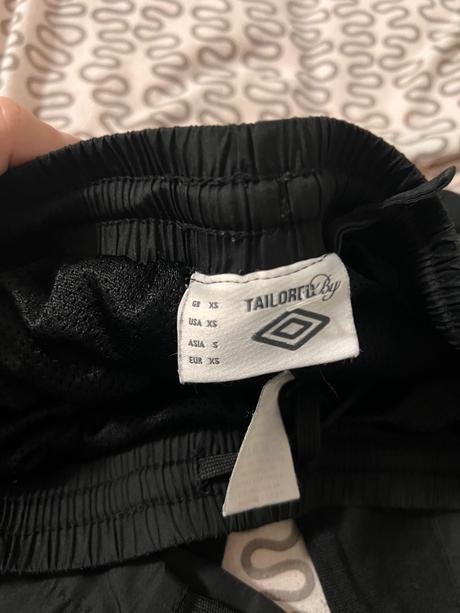 GB XS
USA XS
ASIA S
EUR XS
TAILORED By